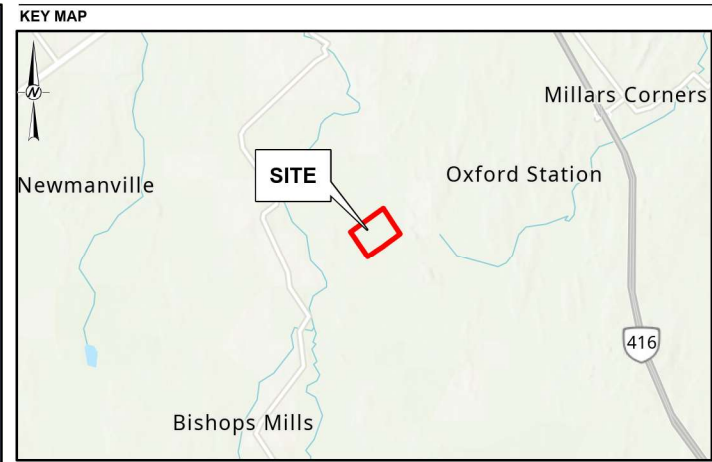 KEY MAP
N
Millars Corners
SITE
Oxford Station
Newmanville
416
Bishops Mills